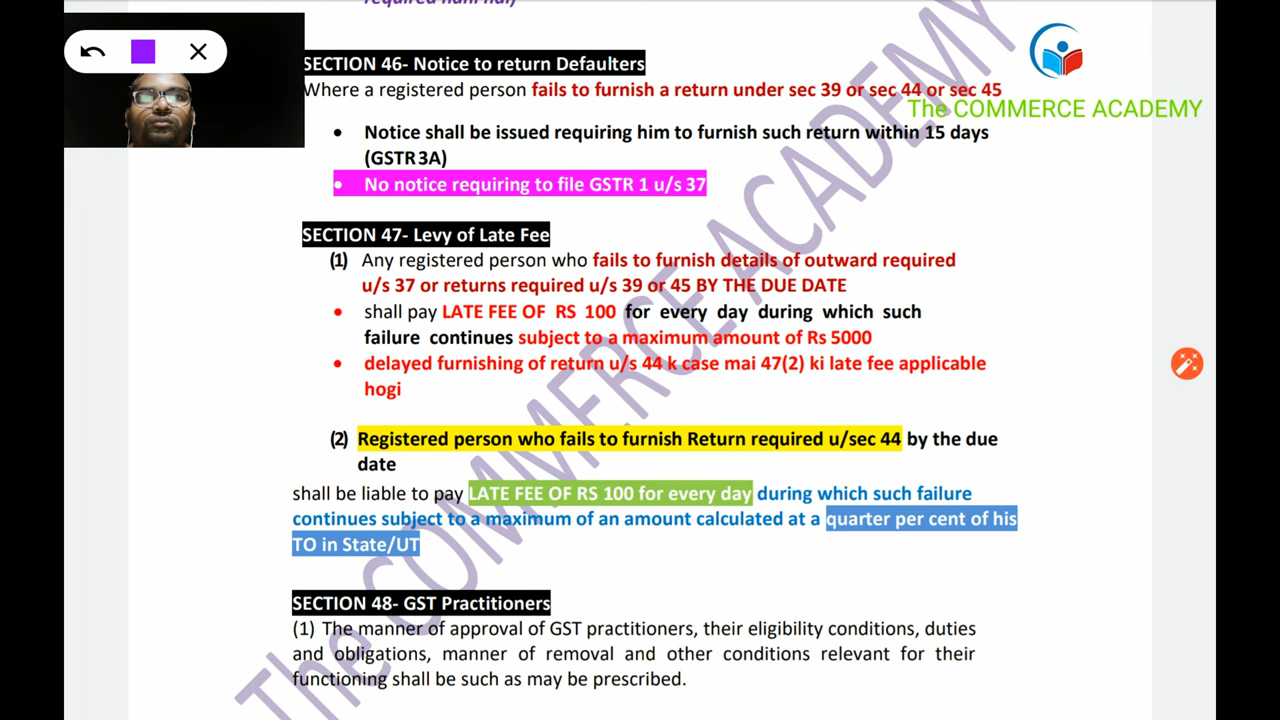 SECTION 46- Notice to return Defaulters
Where a registered person fails to furnish a return under sec 39 or sec 44 or sec 45
The COMMERCE ACADEMY
• Notice shall be issued requiring him to furnish such return within 15 days
(GSTR 3A)
• No notice requiring to file GSTR 1 u/s 37
SECTION 47- Levy of Late Fee
(1) Any registered person who fails to furnish details of outward required
u/s 37 or returns required u/s 39 or 45 BY THE DUE DATE
• shall pay LATE FEE OF RS 100 for every day during which such
failure continues subject to a maximum amount of Rs 5000
• delayed furnishing of return u/s 44 k case mai 47(2) ki late fee applicable
hogi
(2) Registered person who fails to furnish Return required u/sec 44 by the due
date
shall be liable to pay LATE FEE OF RS 100 for every day during which such failure
continues subject to a maximum of an amount calculated at a quarter per cent of his
TO in State/UT
SECTION 48- GST Practitioners
(1) The manner of approval of GST practitioners, their eligibility conditions, duties
and obligations, manner of removal and other conditions relevant for their
functioning shall be such as may be prescribed.
The COMMERCE ACADEMY